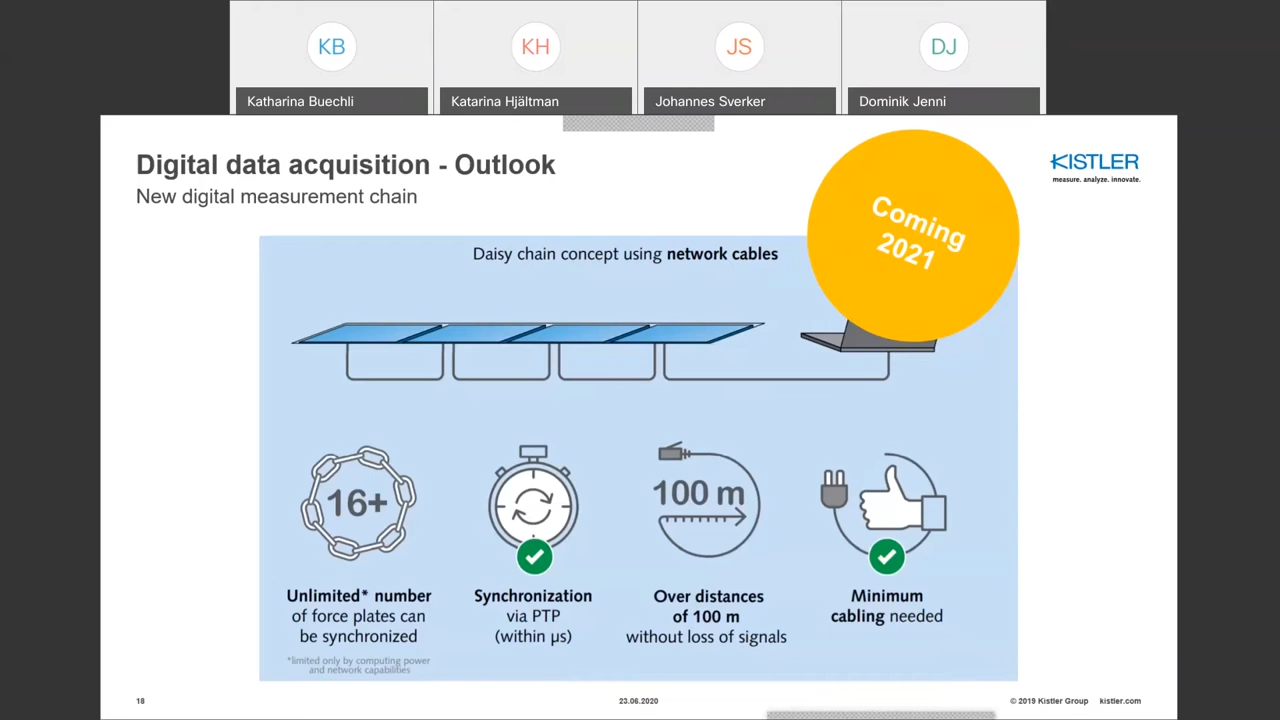 KB
KH
JS
DJ
Katharina Buechli
Katarina Hjältman
Johannes Sverker
Dominik Jenni
Digital data acquisition - Outlook
New digital measurement chain
KISTLER
measure. analyze. innovate.
Coming
2021
Daisy chain concept using network cables
16+
100 m
Unlimited* number
of force plates can
be synchronized
*limited only by computing power
and network capabilities
Synchronization
via PTP
(within µs)
Over distances
of 100 m
without loss of signals
Minimum
cabling needed
18
23.06.2020
© 2019 Kistler Group kistler.com